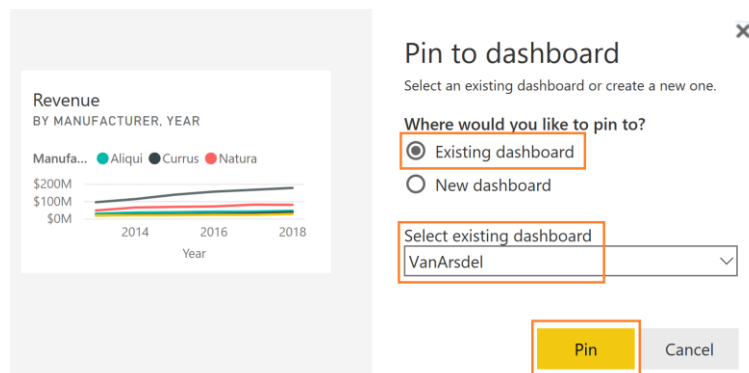 Revenue
BY MANUFACTURER, YEAR
Manufa... Aliqui Currus Natura
$200M
$100M
$0M
2014 2016 2018
Year
Pin to dashboard
Select an existing dashboard or create a new one.
Where would you like to pin to?
Existing dashboard
New dashboard
Select existing dashboard
VanArsdel
Pin Cancel